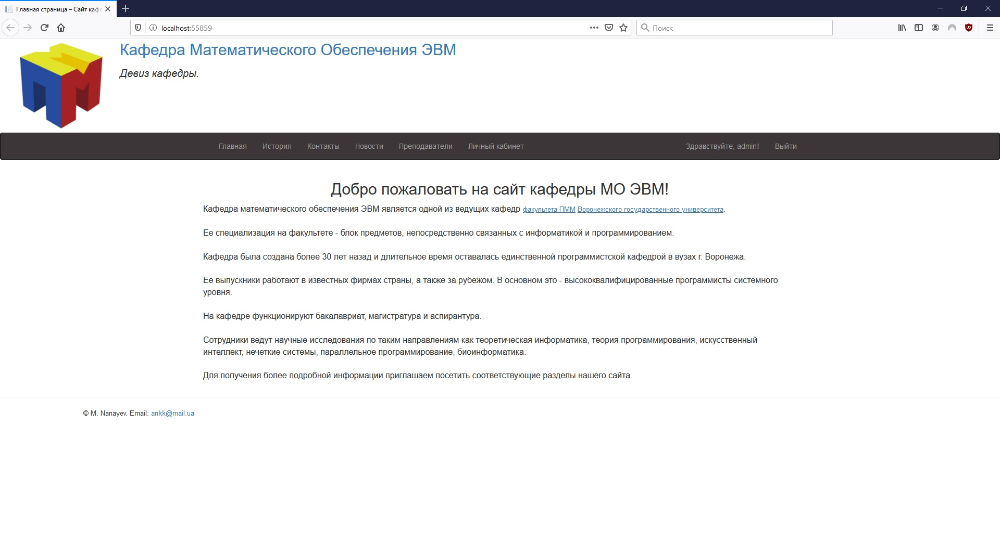 Главная страница – Сайт каф
localhost:55859
Поиск
Кафедра Математического Обеспечения ЭВМ
Девиз кафедры.
Главная История Контакты Новости Преподаватели Личный кабинет Здравствуйте, admin! Выйти
Добро пожаловать на сайт кафедры МО ЭВМ!
Кафедра математического обеспечения ЭВМ является одной из ведущих кафедр факультета ПММ Воронежского государственного университета.
Ее специализация на факультете - блок предметов, непосредственно связанных с информатикой и программированием.
Кафедра была создана более 30 лет назад и длительное время оставалась единственной программистской кафедрой в вузах г. Воронежа.
Ее выпускники работают в известных фирмах страны, а также за рубежом. В основном это - высококвалифицированные программисты системного
уровня.
На кафедре функционируют бакалавриат, магистратура и аспирантура.
Сотрудники ведут научные исследования по таким направлениям как теоретическая информатика, теория программирования, искусственный
интеллект, нечеткие системы, параллельное программирование, биоинформатика.
Для получения более подробной информации приглашаем посетить соответствующие разделы нашего сайта.
© M. Nanayev. Email: ankk@mail.ua